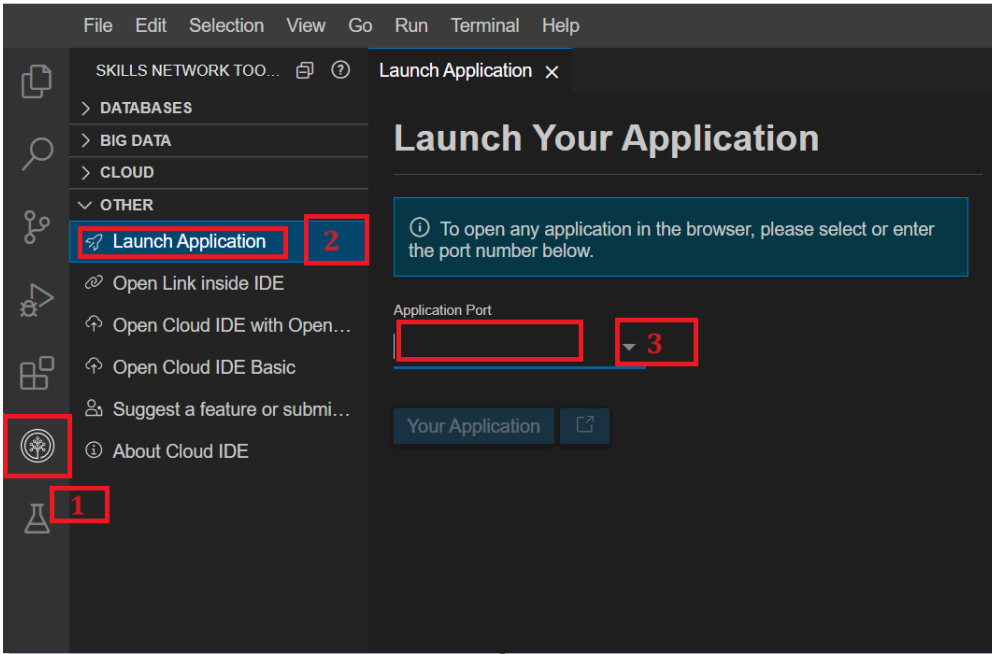 File Edit Selection View Go Run Terminal Help
SKILLS NETWORK TOO...
DATABASES
BIG DATA
CLOUD
OTHER
Launch Application 2
Open Link inside IDE
Open Cloud IDE with Open...
Open Cloud IDE Basic
Suggest a feature or submi...
About Cloud IDE
1
Launch Application
Launch Your Application
To open any application in the browser, please select or enter
the port number below.
Application Port
3
Your Application